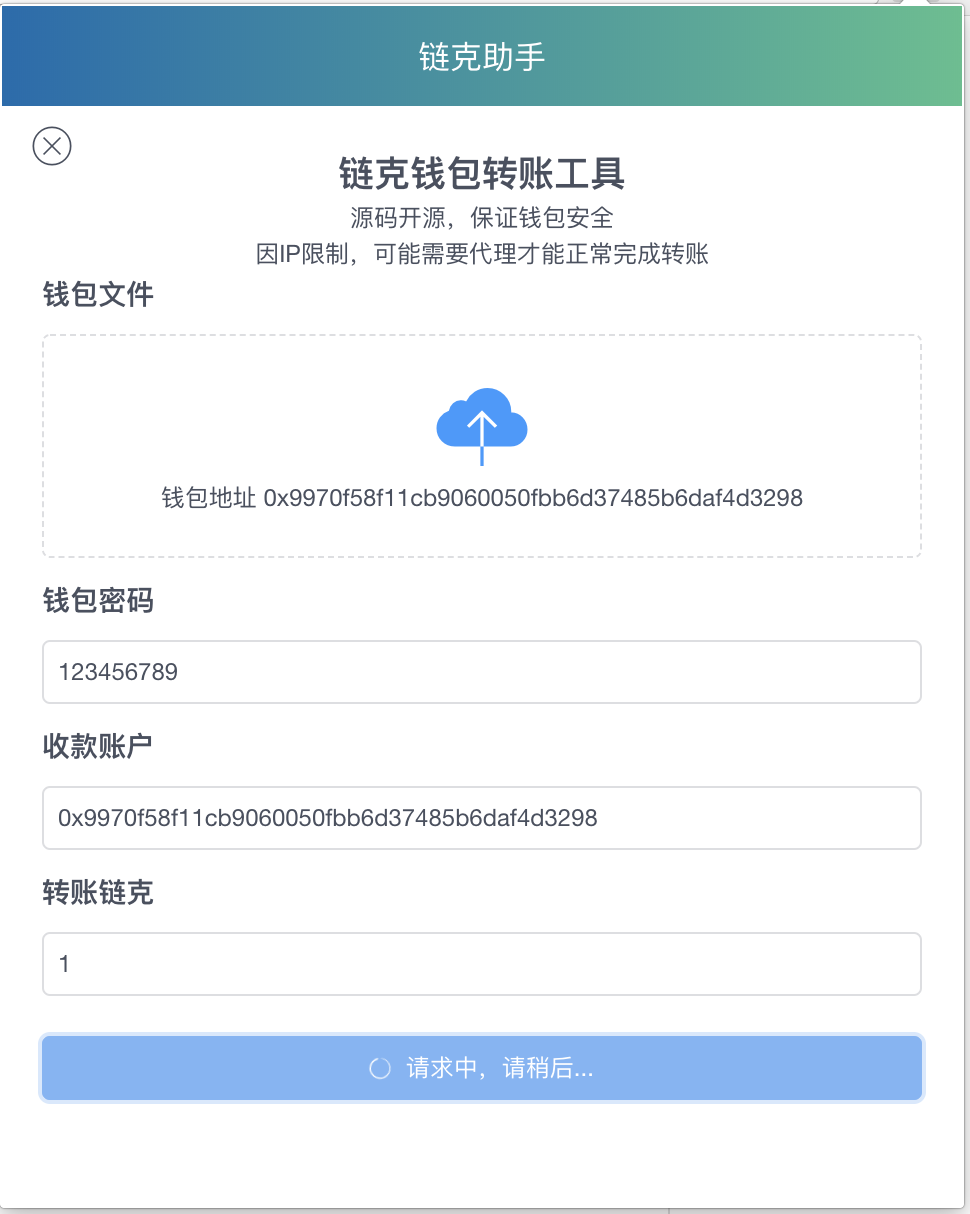 链克助手
链克钱包转账工具
源码开源，保证钱包安全
因IP限制，可能需要代理才能正常完成转账
钱包文件
钱包地址 0x9970f58f11cb9060050fbb6d37485b6daf4d3298
钱包密码
123456789
收款账户
0x9970f58f11cb9060050fbb6d37485b6daf4d3298
转账链克
1
请求中，请稍后...